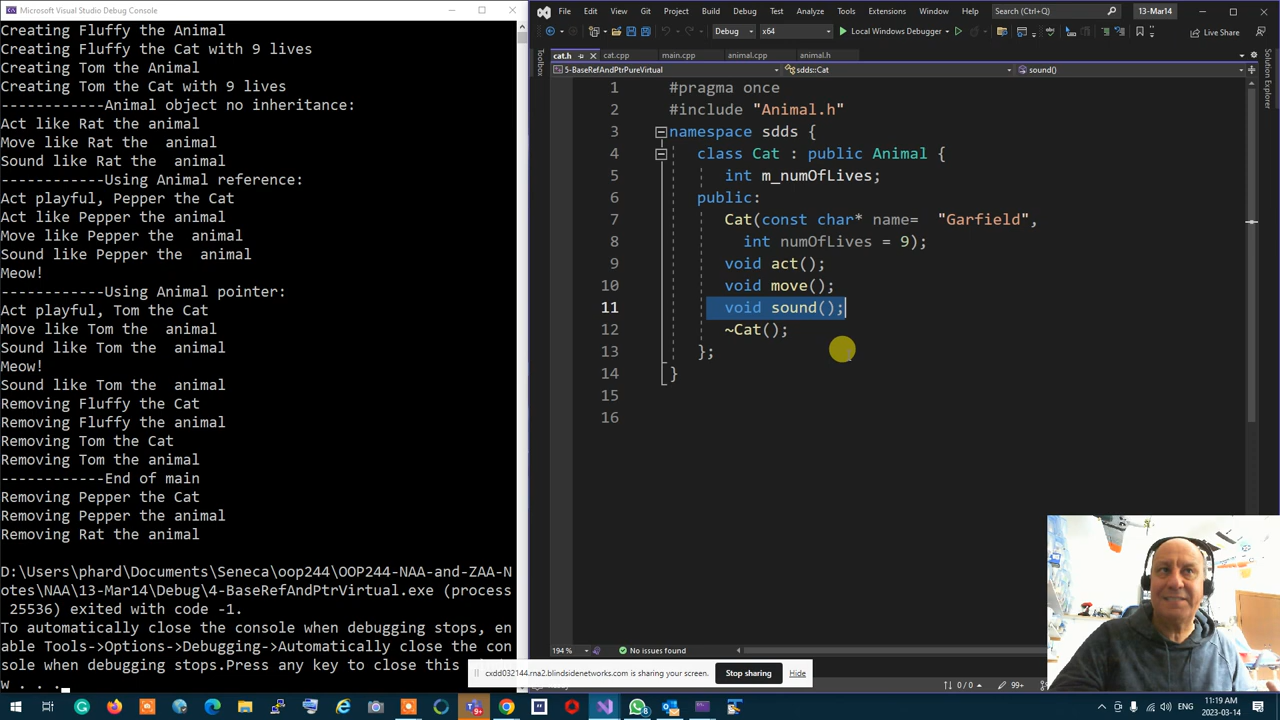 Microsoft Visual Studio Debug Console
Creating Fluffy the Animal
Creating Fluffy the Cat with 9 lives
Creating Tom the Animal
Creating Tom the Cat with 9 lives
------------Animal object no inheritance:
Act like Rat the animal
Move like Rat the  animal
Sound like Rat the  animal
------------Using Animal reference:
Act playful, Pepper the Cat
Act like Pepper the animal
Move like Pepper the  animal
Sound like Pepper the  animal
Meow!
------------Using Animal pointer:
Act playful, Tom the Cat
Move like Tom the  animal
Sound like Tom the  animal
Meow!
Sound like Tom the  animal
Removing Fluffy the Cat
Removing Fluffy the animal
Removing Tom the Cat
Removing Tom the animal
------------End of main
Removing Pepper the Cat
Removing Pepper the animal
Removing Rat the animal
D:\Users\phard\Documents\Seneca\oop244\OOP244-NAA-and-ZAA-N
otes\NAA\13-Mar14\Debug\4-BaseRefAndPtrVirtual.exe (process
 25536) exited with code -1.
To automatically close the console when debugging stops, en
able Tools->Options->Debugging->Automatically close the con
sole when debugging stops.Press any key to close this
w . . .
File Edit View Git Project Build Debug Test Analyze Tools Extensions Window Help Search (Ctrl+Q) 13-Mar14
Debug x64 Local Windows Debugger Live Share
cat.h cat.cpp main.cpp animal.cpp animal.h
5-BaseRefAndPtrPureVirtual sdds::Cat sound()
Toolbox
Solution Explorer
1 #pragma once
2 #include "Animal.h"
3 namespace sdds {
4 class Cat : public Animal {
5 int m_numOfLives;
6 public:
7 Cat(const char* name=  "Garfield",
8 int numOfLives = 9);
9 void act();
10 void move();
11 void sound();
12 ~Cat();
13 };
14 }
15
16
194 % No issues found
cxdd032144.rna2.blindsidenetworks.com is sharing your screen. Stop sharing Hide
0 / 0 99+
ENG 11:19 AM
2023-03-14